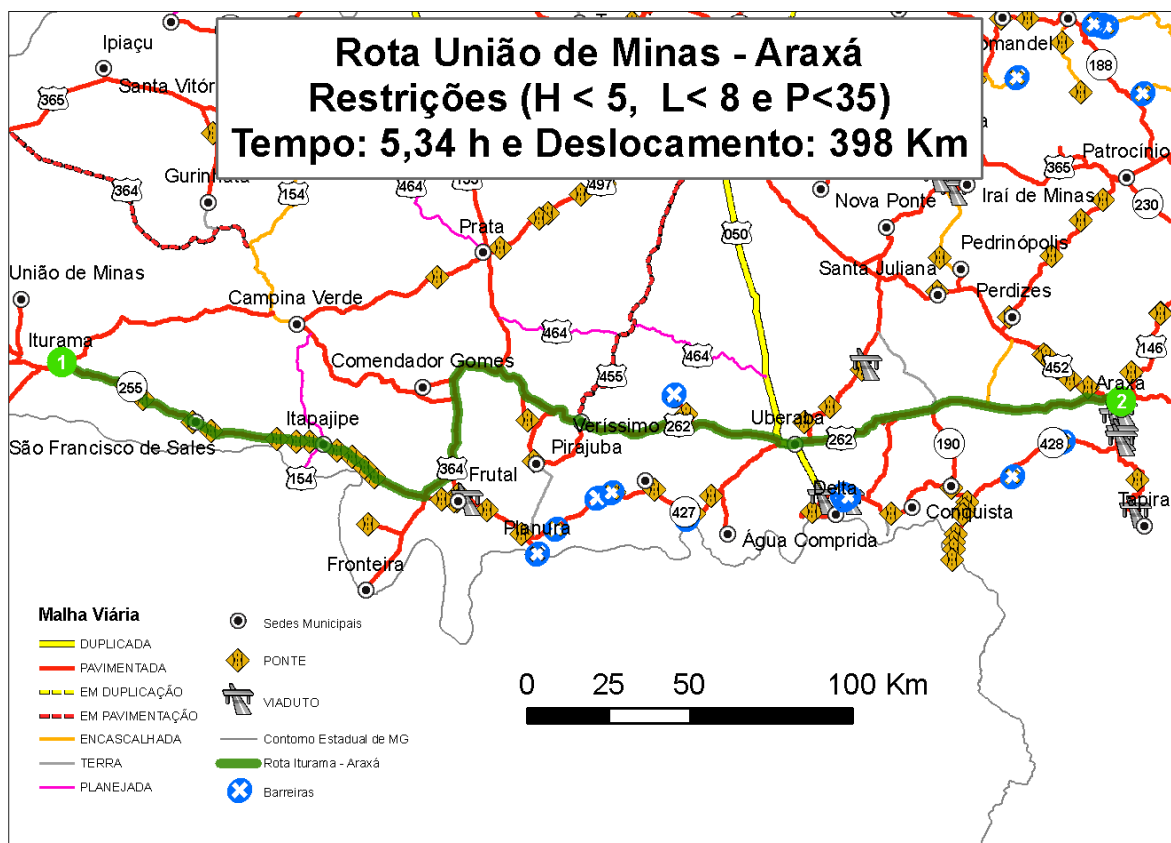 Rota União de Minas - Araxá
Restrições (H < 5,  L< 8 e P<35)
Tempo: 5,34 h e Deslocamento: 398 Km
Ipiaçu
365
Santa Vitór
364
Gurinhatã
154
464
153
497
050
Prata
188
Patrocínio
365
Iraí de Minas
230
Nova Ponte
Pedrinópolis
Santa Juliana
Perdizes
União de Minas
Campina Verde
Iturama
1
255
Comendador Gomes
464
464
455
452
146
Araxa
2
São Francisco de Sales
Itapajipe
154
364
Frutal
Pirajuba
Veríssimo
262
Uberaba
262
190
428
Planura
427
Delta
Conquista
Tapira
Água Comprida
Fronteira
Malha Viária
DUPLICADA
PAVIMENTADA
EM DUPLICAÇÃO
EM PAVIMENTAÇÃO
ENCASCALHADA
TERRA
PLANEJADA
Sedes Municipais
PONTE
VIADUTO
Contorno Estadual de MG
Rota Iturama - Araxá
Barreiras
0 25 50 100 Km